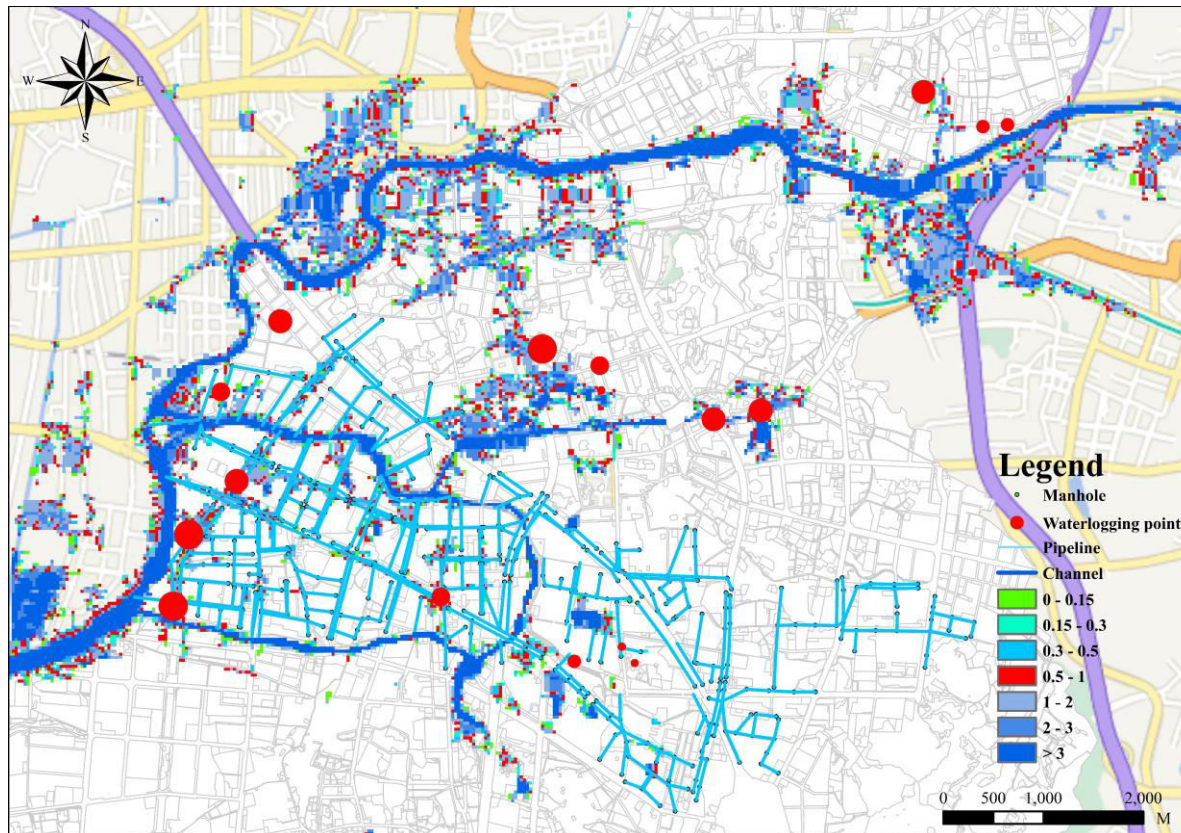 N
W
E
S
Legend
Manhole
Waterlogging point
Pipeline
Channel
0 - 0.15
0.15 - 0.3
0.3 - 0.5
0.5 - 1
1 - 2
2 - 3
> 3
0 500 1,000 2,000
M